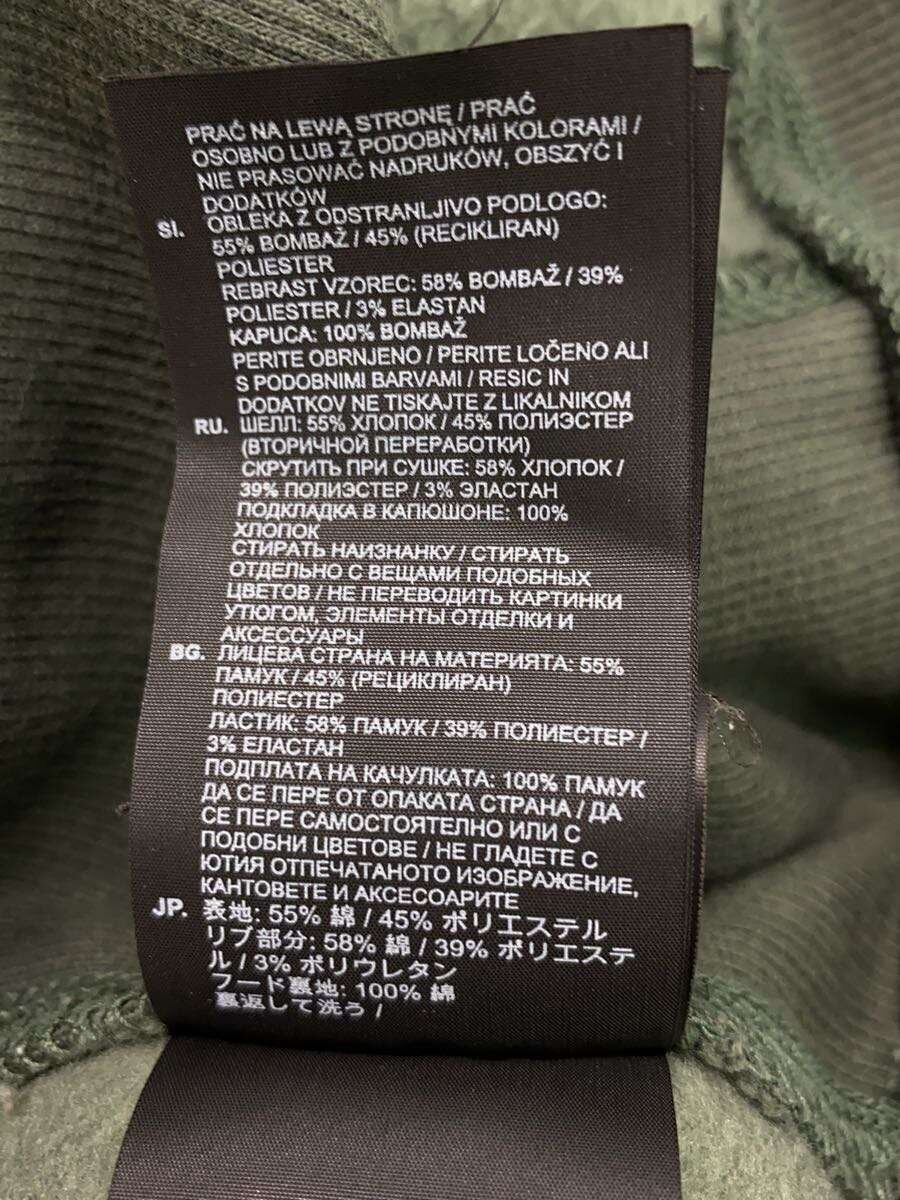 PRAĆ NA LEWĄ STRONĘ / PRAĆ
OSOBNO LUB Z PODOBNYMI KOLORAMI /
NIE PRASOWAĆ NADRUKÓW, OBSZYĆ I
DODATKÓW
SI. OBLEKA Z ODSTRANLJIVO PODLOGO:
55% BOMBAŽ / 45% (RECIKLIRAN)
POLIESTER
REBRAST VZOREC: 58% BOMBAŽ / 39%
POLIESTER / 3% ELASTAN
KAPUCA: 100% BOMBAŽ
PERITE OBRNJENO / PERITE LOČENO ALI
S PODOBNIMI BARVAMI / RESIC IN
DODATKOV NE TISKAJTE Z LIKALNIKOM
RU. ШЕЛЛ: 55% ХЛОПОК / 45% ПОЛИЭСТЕР
(ВТОРИЧНОЙ ПЕРЕРАБОТКИ)
СКРУТИТЬ ПРИ СУШКЕ: 58% ХЛОПОК /
39% ПОЛИЭСТЕР / 3% ЭЛАСТАН
ПОДКЛАДКА В КАПЮШОНЕ: 100%
ХЛОПОК
СТИРАТЬ НАИЗНАНКУ / СТИРАТЬ
ОТДЕЛЬНО С ВЕЩАМИ ПОДОБНЫХ
ЦВЕТОВ / НЕ ПЕРЕВОДИТЬ КАРТИНКИ
УТЮГОМ, ЭЛЕМЕНТЫ ОТДЕЛКИ И
АКСЕССУАРЫ
BG. ЛИЦЕВА СТРАНА НА МАТЕРИЯТА: 55%
ПАМУК / 45% (РЕЦИКЛИРАН)
ПОЛИЕСТЕР
ЛАСТИК: 58% ПАМУК / 39% ПОЛИЕСТЕР /
3% ЕЛАСТАН
ПОДПЛАТА НА КАЧУЛКАТА: 100% ПАМУК
ДА СЕ ПЕРЕ ОТ ОПАКАТА СТРАНА / ДА
СЕ ПЕРЕ САМОСТОЯТЕЛНО ИЛИ С
ПОДОБНИ ЦВЕТОВЕ / НЕ ГЛАДЕТЕ С
ЮТИЯ ОТПЕЧАТАНОТО ИЗОБРАЖЕНИЕ,
КАНТОВЕТЕ И АКСЕСОАРИТЕ
JP. 表地: 55% 綿 / 45% ポリエステル
リブ部分: 58% 綿 / 39% ポリエステ
ル / 3% ポリウレタン
フード裏地: 100% 綿
裏返して洗う /